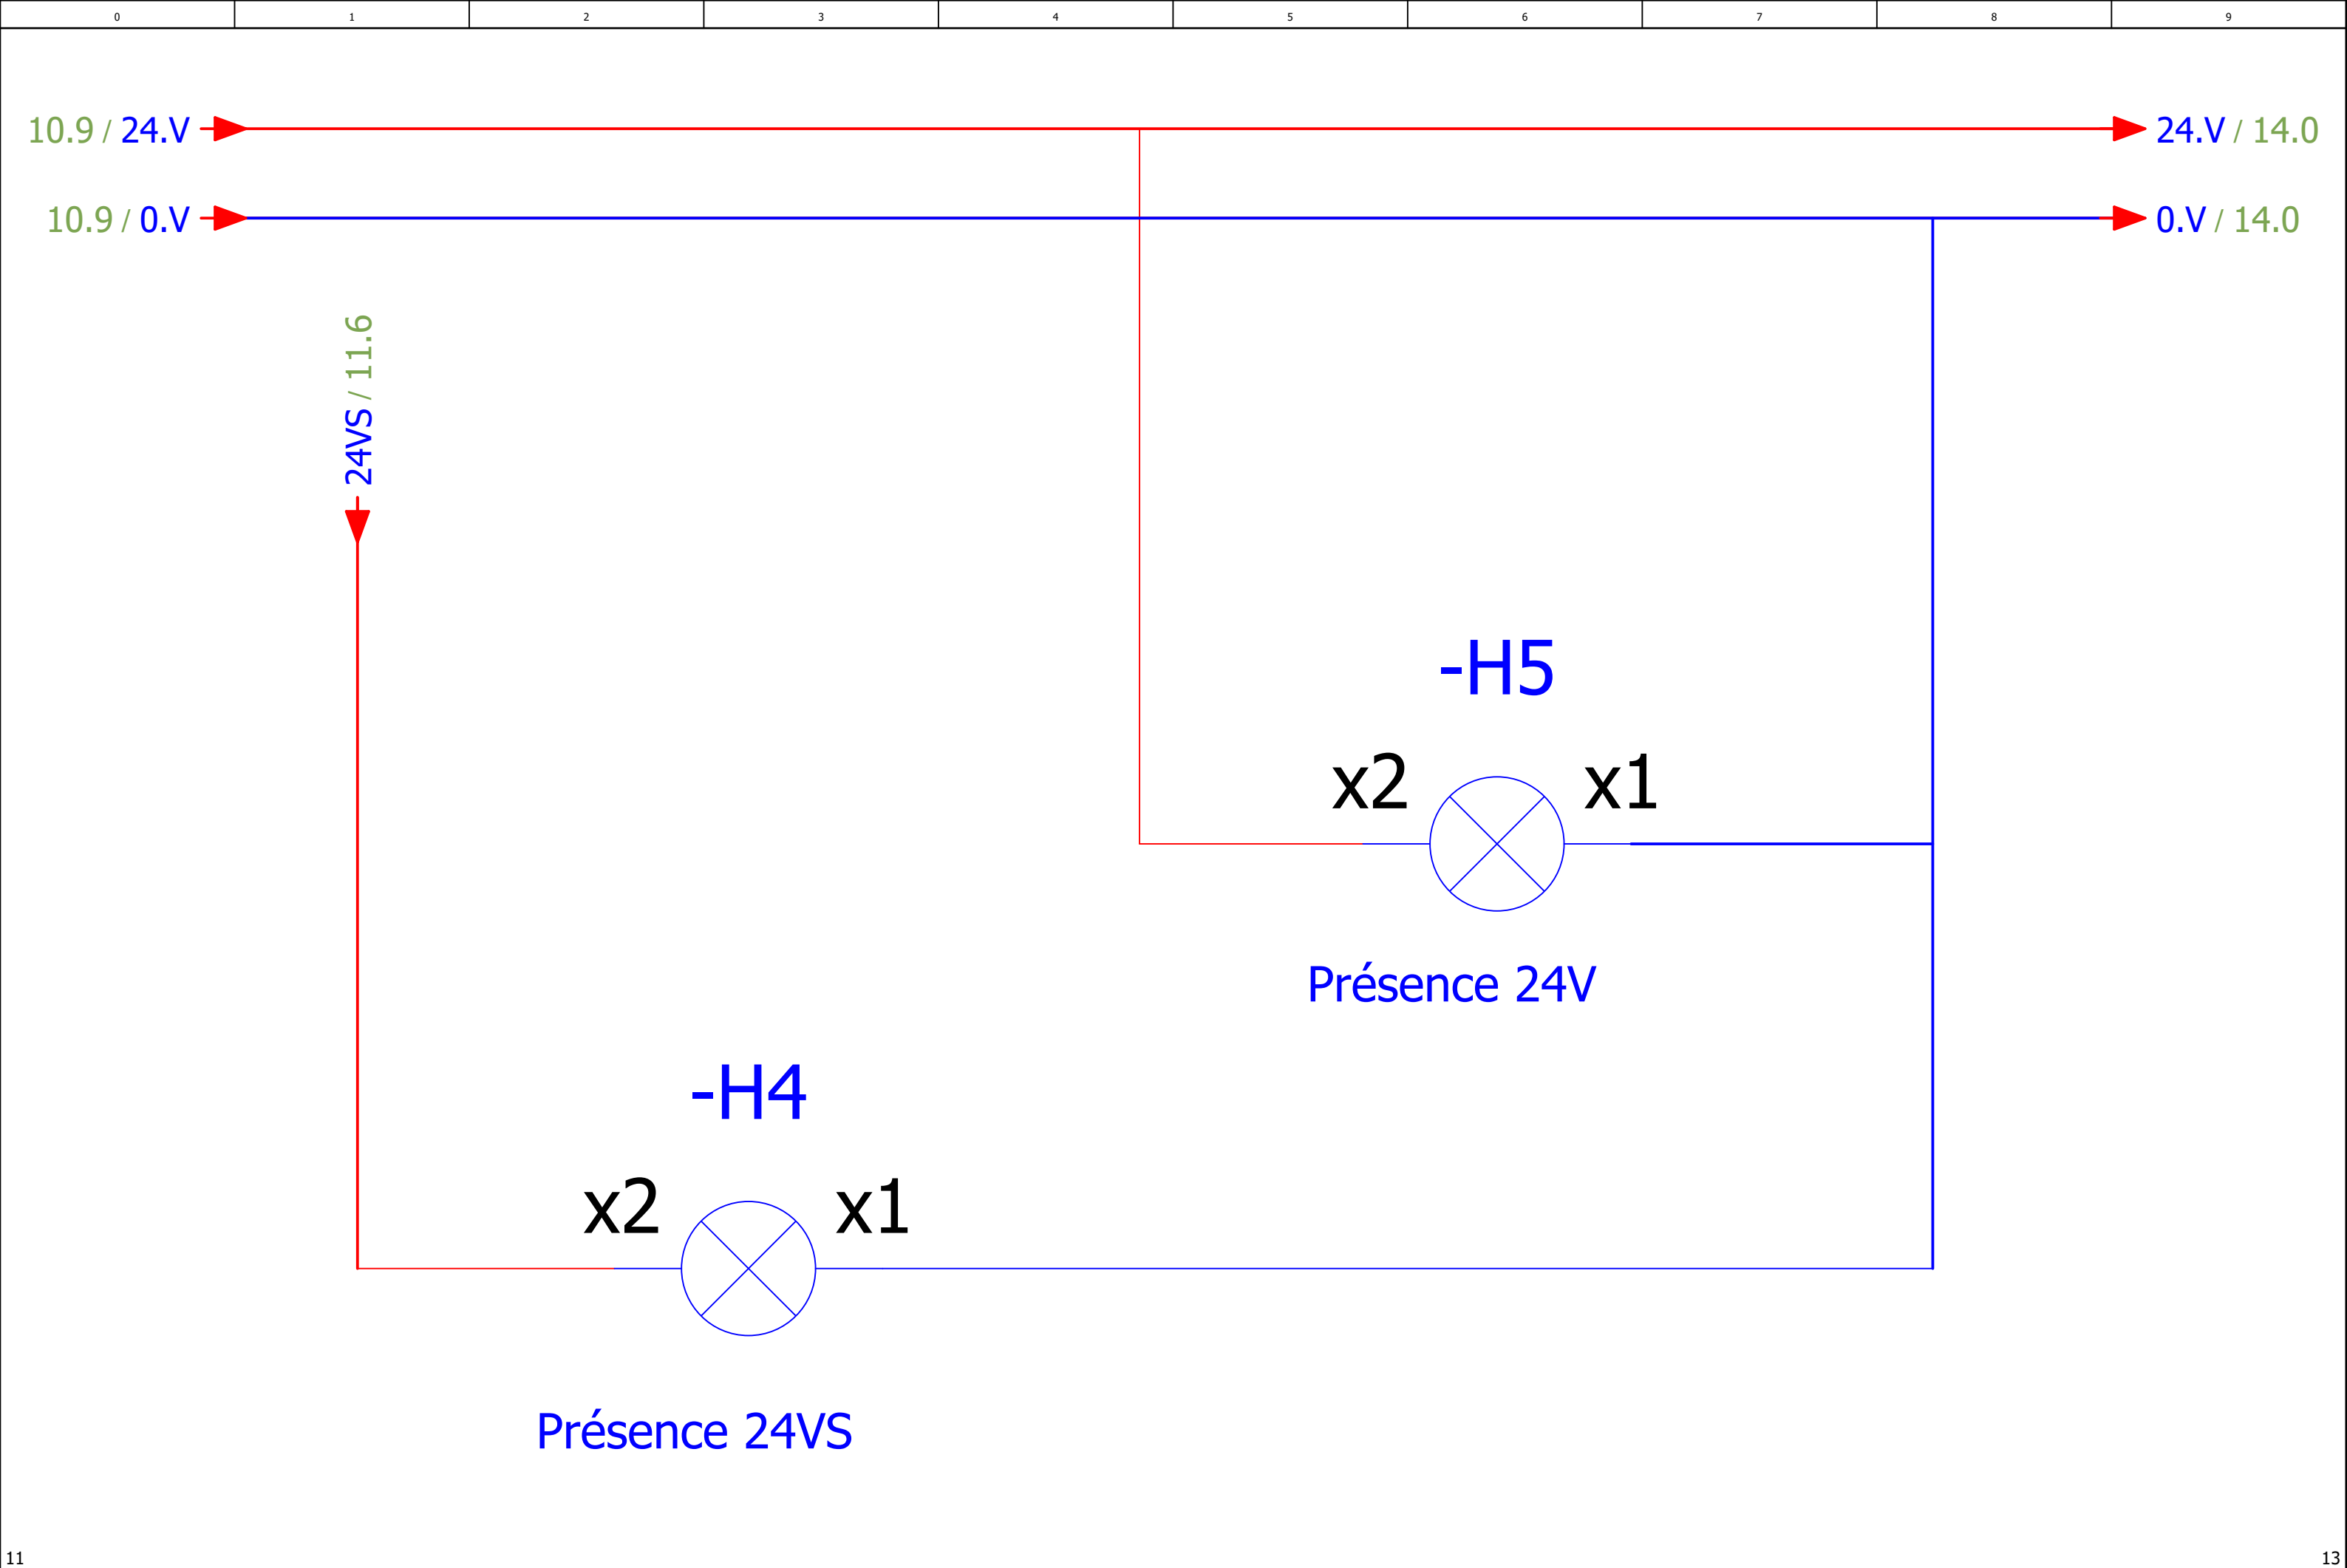 0 1 2 3 4 5 6 7 8 9
10.9 / 24.V
24.V / 14.0
10.9 / 0.V
0.V / 14.0
24VS / 11.6
-H5
x2
x1
Présence 24V
-H4
x2
x1
Présence 24VS
11
13